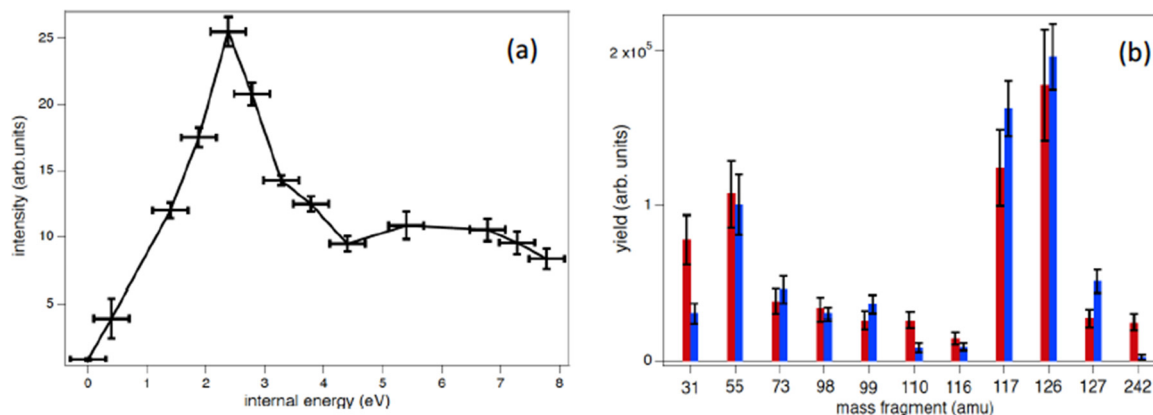 (a)
intensity (arb.units)
25
20
15
10
5
0 1 2 3 4 5 6 7 8
internal energy (eV)
(b)
yield (arb. units)
2 x10⁵
1
0
31 55 73 98 99 110 116 117 126 127 242
mass fragment (amu)